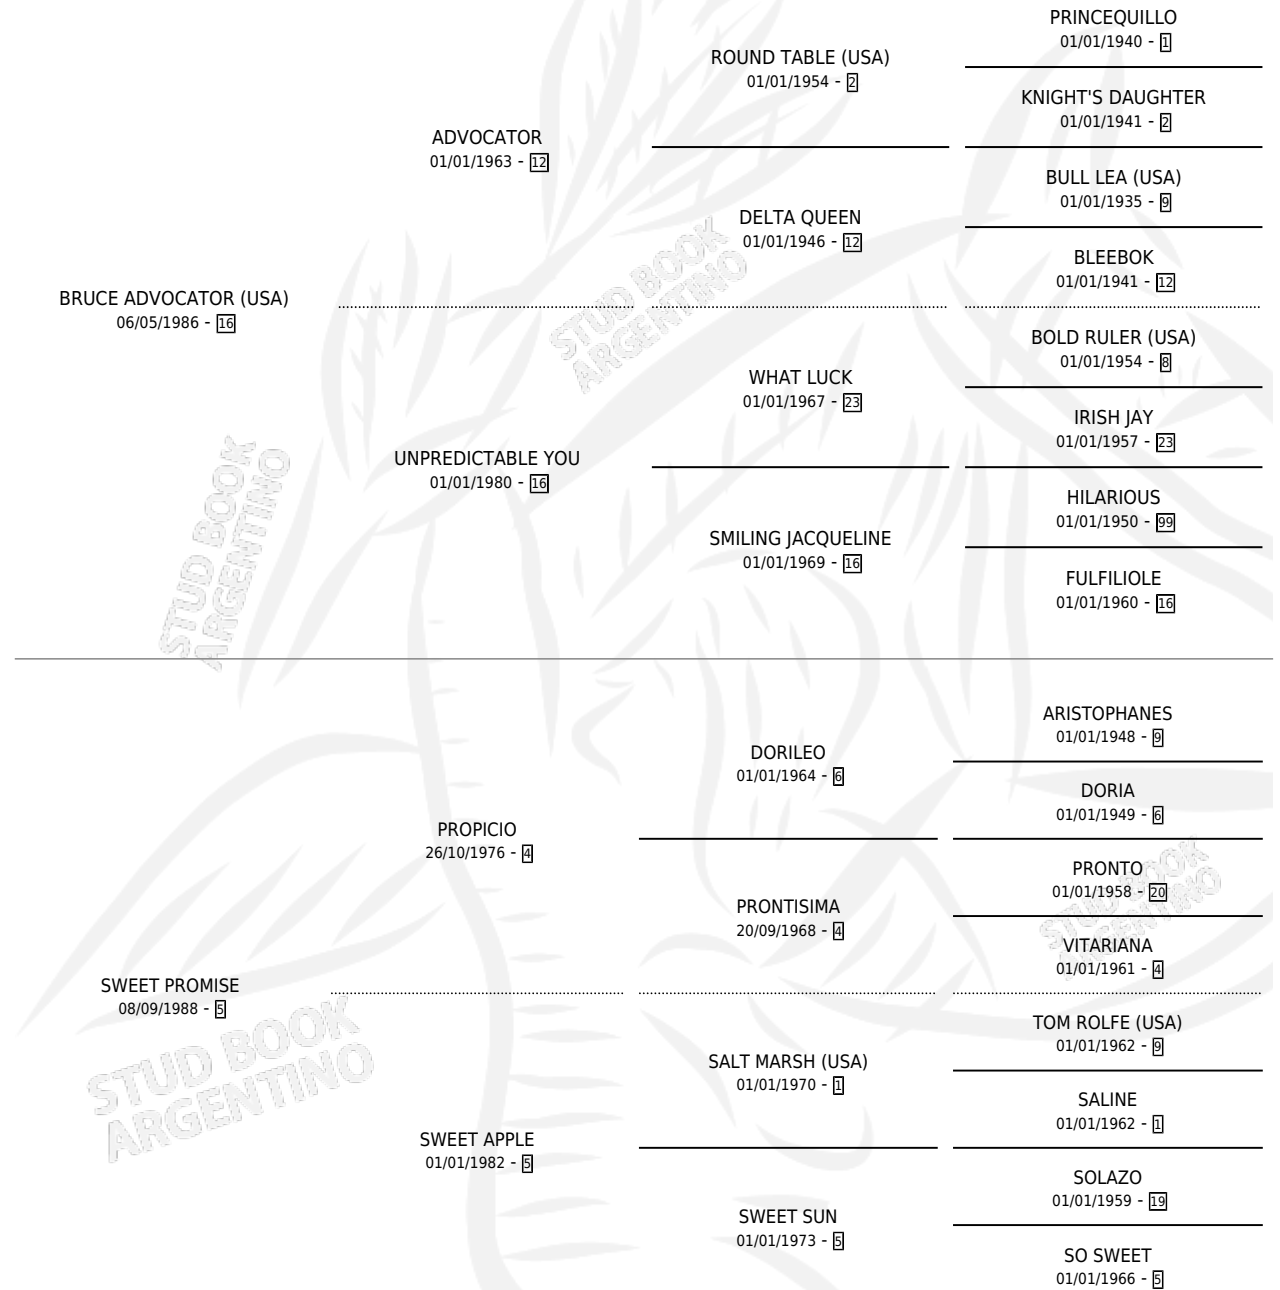 PRINCEQUILLO
01/01/1940 - 1
ROUND TABLE (USA)
01/01/1954 - 2
KNIGHT'S DAUGHTER
01/01/1941 - 2
ADVOCATOR
01/01/1963 - 12
BULL LEA (USA)
01/01/1935 - 9
DELTA QUEEN
01/01/1946 - 12
BLEEBOK
01/01/1941 - 12
BRUCE ADVOCATOR (USA)
06/05/1986 - 16
BOLD RULER (USA)
01/01/1954 - 8
WHAT LUCK
01/01/1967 - 23
IRISH JAY
01/01/1957 - 23
UNPREDICTABLE YOU
01/01/1980 - 16
HILARIOUS
01/01/1950 - 99
SMILING JACQUELINE
01/01/1969 - 16
FULFILIOLE
01/01/1960 - 16
STUD BOOK
ARGENTINO
STUD BOOK
ARGENTINO
ARISTOPHANES
01/01/1948 - 9
DORILEO
01/01/1964 - 6
DORIA
01/01/1949 - 6
PROPICIO
26/10/1976 - 4
PRONTO
01/01/1958 - 20
PRONTISIMA
20/09/1968 - 4
VITARIANA
01/01/1961 - 4
SWEET PROMISE
08/09/1988 - 5
TOM ROLFE (USA)
01/01/1962 - 9
SALT MARSH (USA)
01/01/1970 - 1
SALINE
01/01/1962 - 1
SWEET APPLE
01/01/1982 - 5
SOLAZO
01/01/1959 - 19
SWEET SUN
01/01/1973 - 5
SO SWEET
01/01/1966 - 5
STUD BOOK
ARGENTINO
STUD BOOK
ARGENTINO